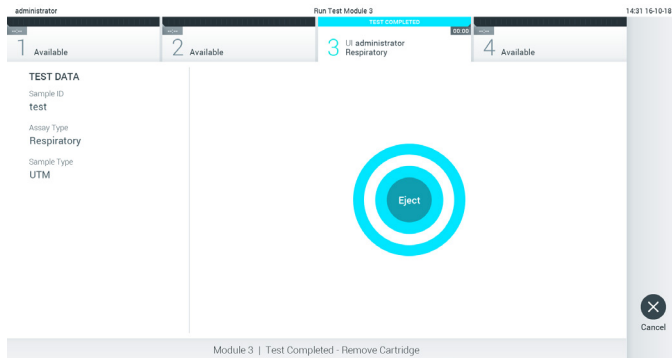 administrator
Run Test Module 3
14:31 16-10-18
TEST COMPLETED
--:--
1 Available
--:--
2 Available
00:00
3 UI administrator
Respiratory
--:--
4 Available
TEST DATA
Sample ID
test
Assay Type
Respiratory
Sample Type
UTM
Eject
Cancel
Module 3 | Test Completed - Remove Cartridge